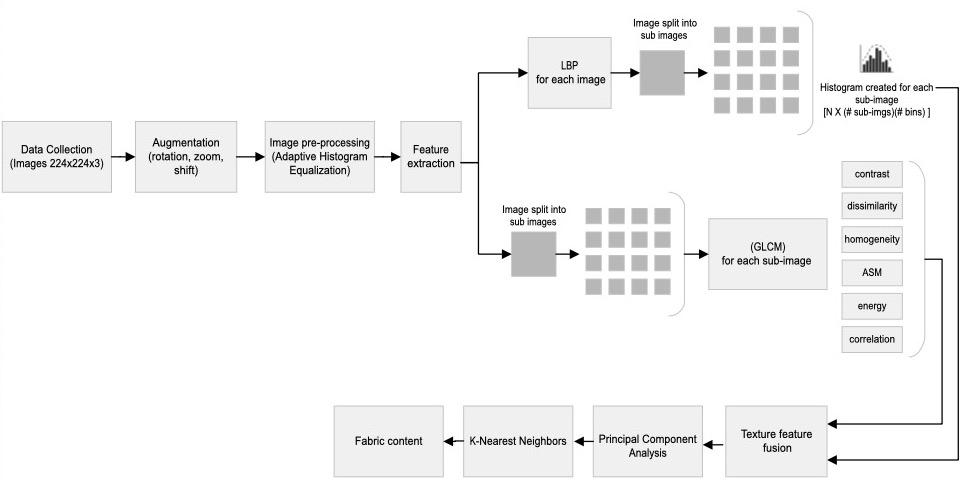 Data Collection
(Images 224x224x3)
Augmentation
(rotation, zoom,
shift)
Image pre-processing
(Adaptive Histogram
Equalization)
Feature
extraction
LBP
for each image
Image split into
sub images
Histogram created for each
sub-image
[N X (# sub-imgs)(# bins) ]
Image split into
sub images
(GLCM)
for each sub-image
contrast
dissimilarity
homogeneity
ASM
energy
correlation
Texture feature
fusion
Principal Component
Analysis
K-Nearest Neighbors
Fabric content